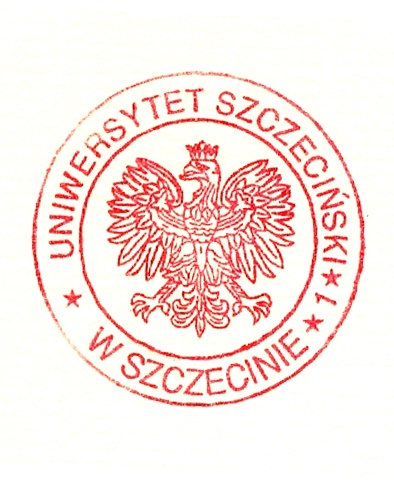 UNIWERSYTET SZCZECIŃSKI
★ 1 ★
W SZCZECINIE ★